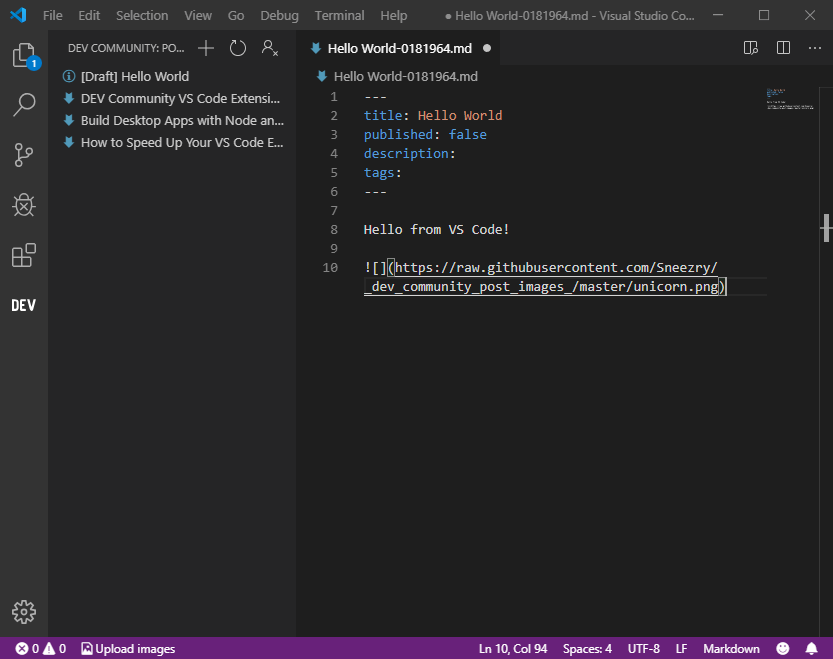 File Edit Selection View Go Debug Terminal Help ● Hello World-0181964.md - Visual Studio Co...
DEV COMMUNITY: PO...
Hello World-0181964.md
1
[Draft] Hello World
DEV Community VS Code Extensi...
Build Desktop Apps with Node an...
How to Speed Up Your VS Code E...
DEV
Hello World-0181964.md
1 ---
2 title: Hello World
3 published: false
4 description:
5 tags:
6 ---
7
8 Hello from VS Code!
9
10 ![](https://raw.githubusercontent.com/Sneezry/
_dev_community_post_images_/master/unicorn.png)
0 0 Upload images Ln 10, Col 94 Spaces: 4 UTF-8 LF Markdown